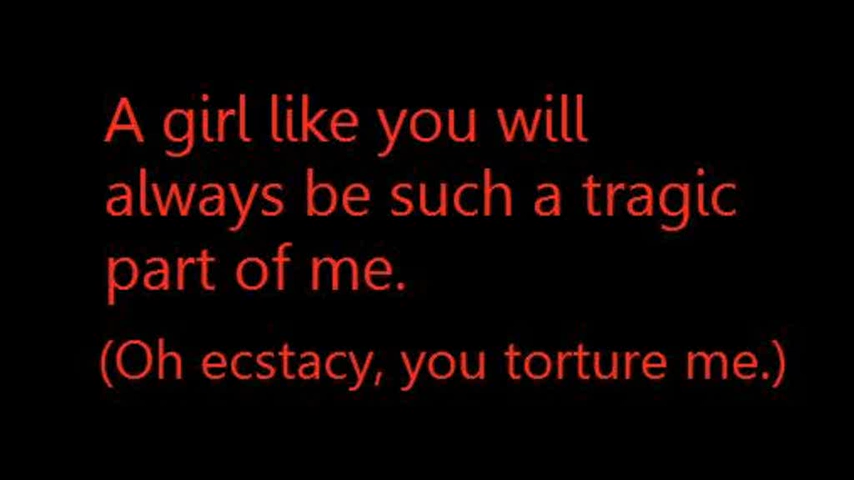 A girl like you will
always be such a tragic
part of me.
(Oh ecstacy, you torture me.)